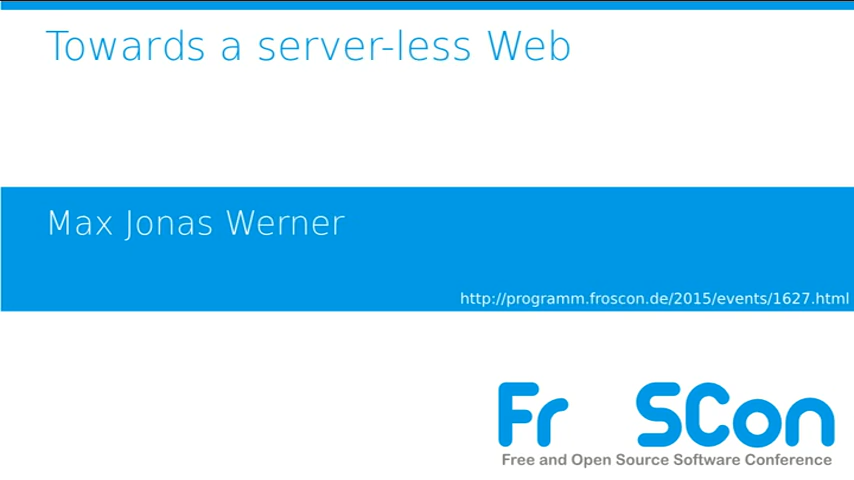 Towards a server-less Web
Max Jonas Werner
http://programm.froscon.de/2015/events/1627.html
Fr SCon
Free and Open Source Software Conference